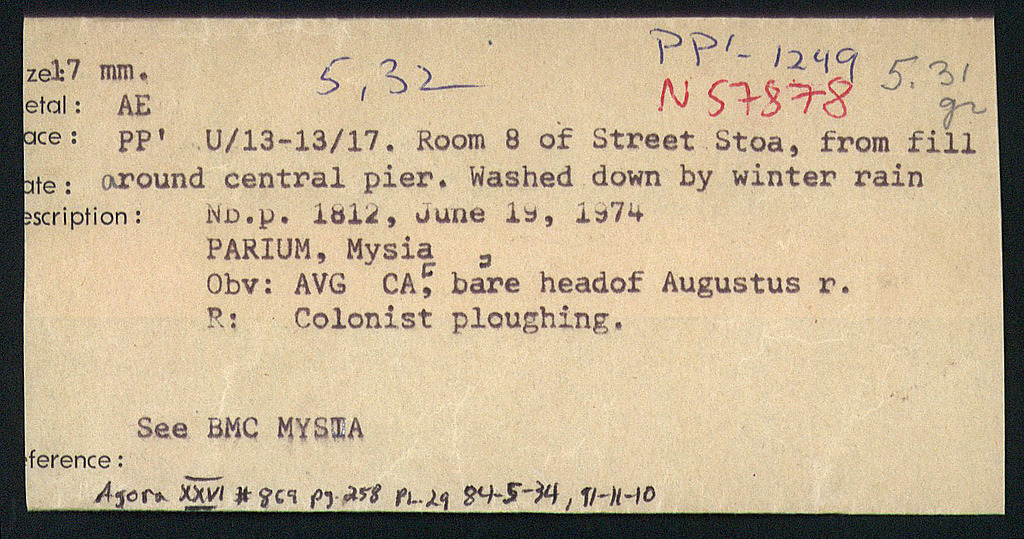 PP'- 1249
5,32
5.31 gr
N 57878
ze:17 mm.
etal: AE
ace: PP' U/13-13/17. Room 8 of Street Stoa, from fill
ate: around central pier. Washed down by winter rain
escription: Nb.p. 1812, June 19, 1974
PARIUM, Mysia
Obv: AVG CAS, bare headof Augustus r.
R: Colonist ploughing.
See BMC MYSIA
ference:
Agora XXVI # 869 pg.258 PL.29 84-5-34, 91-11-10